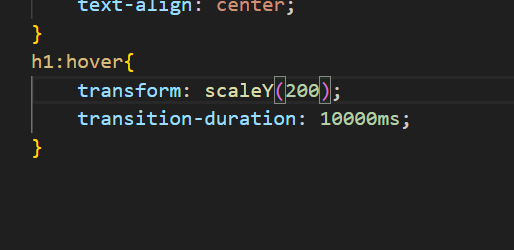 text-align: center;
}
h1:hover{
transform: scaleY(200);
transition-duration: 10000ms;
}